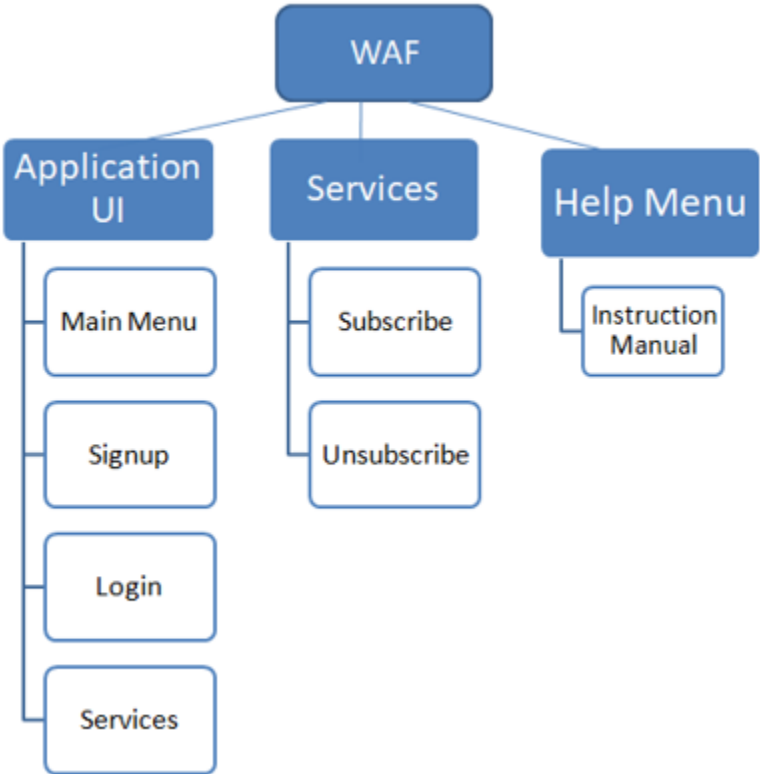 WAF
Application
UI
Services
Help Menu
Main Menu
Signup
Login
Services
Subscribe
Unsubscribe
Instruction
Manual